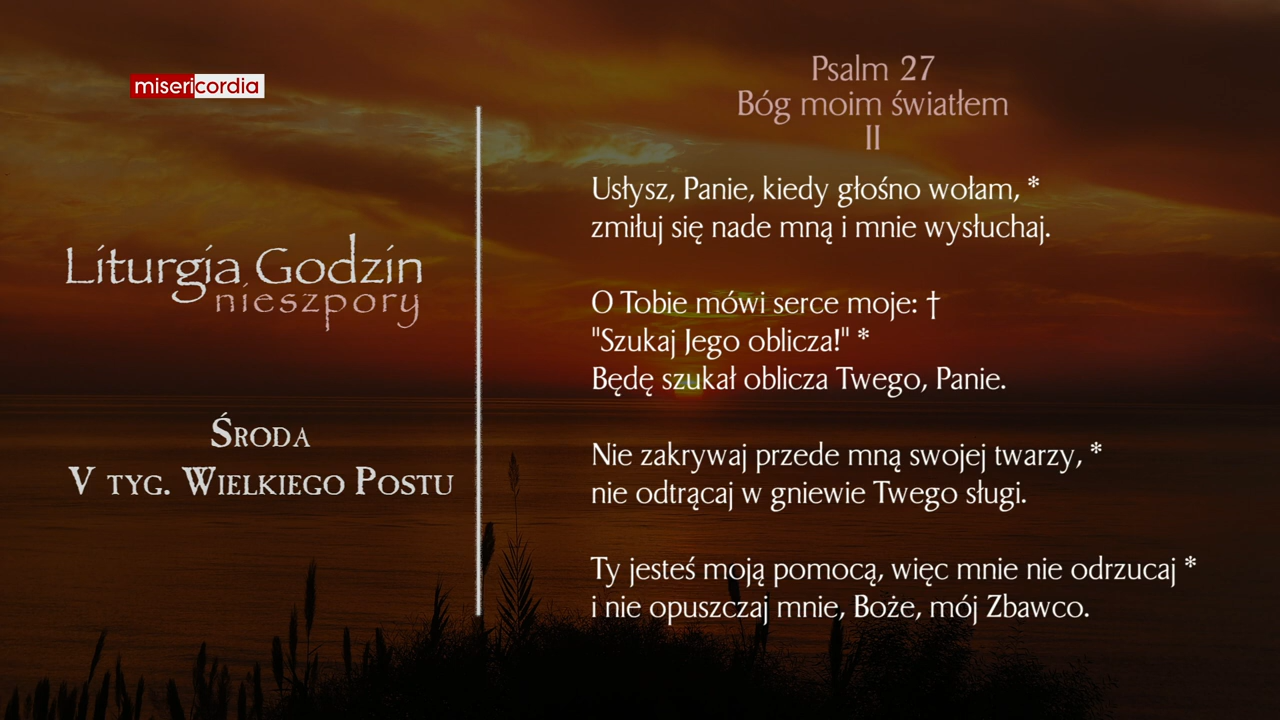 misericordia
Liturgia Godzin
nieszpory
Środa
V tyg. Wielkiego Postu
Psalm 27
Bóg moim światłem
II
Usłysz, Panie, kiedy głośno wołam, *
zmiłuj się nade mną i mnie wysłuchaj.
O Tobie mówi serce moje: †
"Szukaj Jego oblicza!" *
Będę szukał oblicza Twego, Panie.
Nie zakrywaj przede mną swojej twarzy, *
nie odtrącaj w gniewie Twego sługi.
Ty jesteś moją pomocą, więc mnie nie odrzucaj *
i nie opuszczaj mnie, Boże, mój Zbawco.